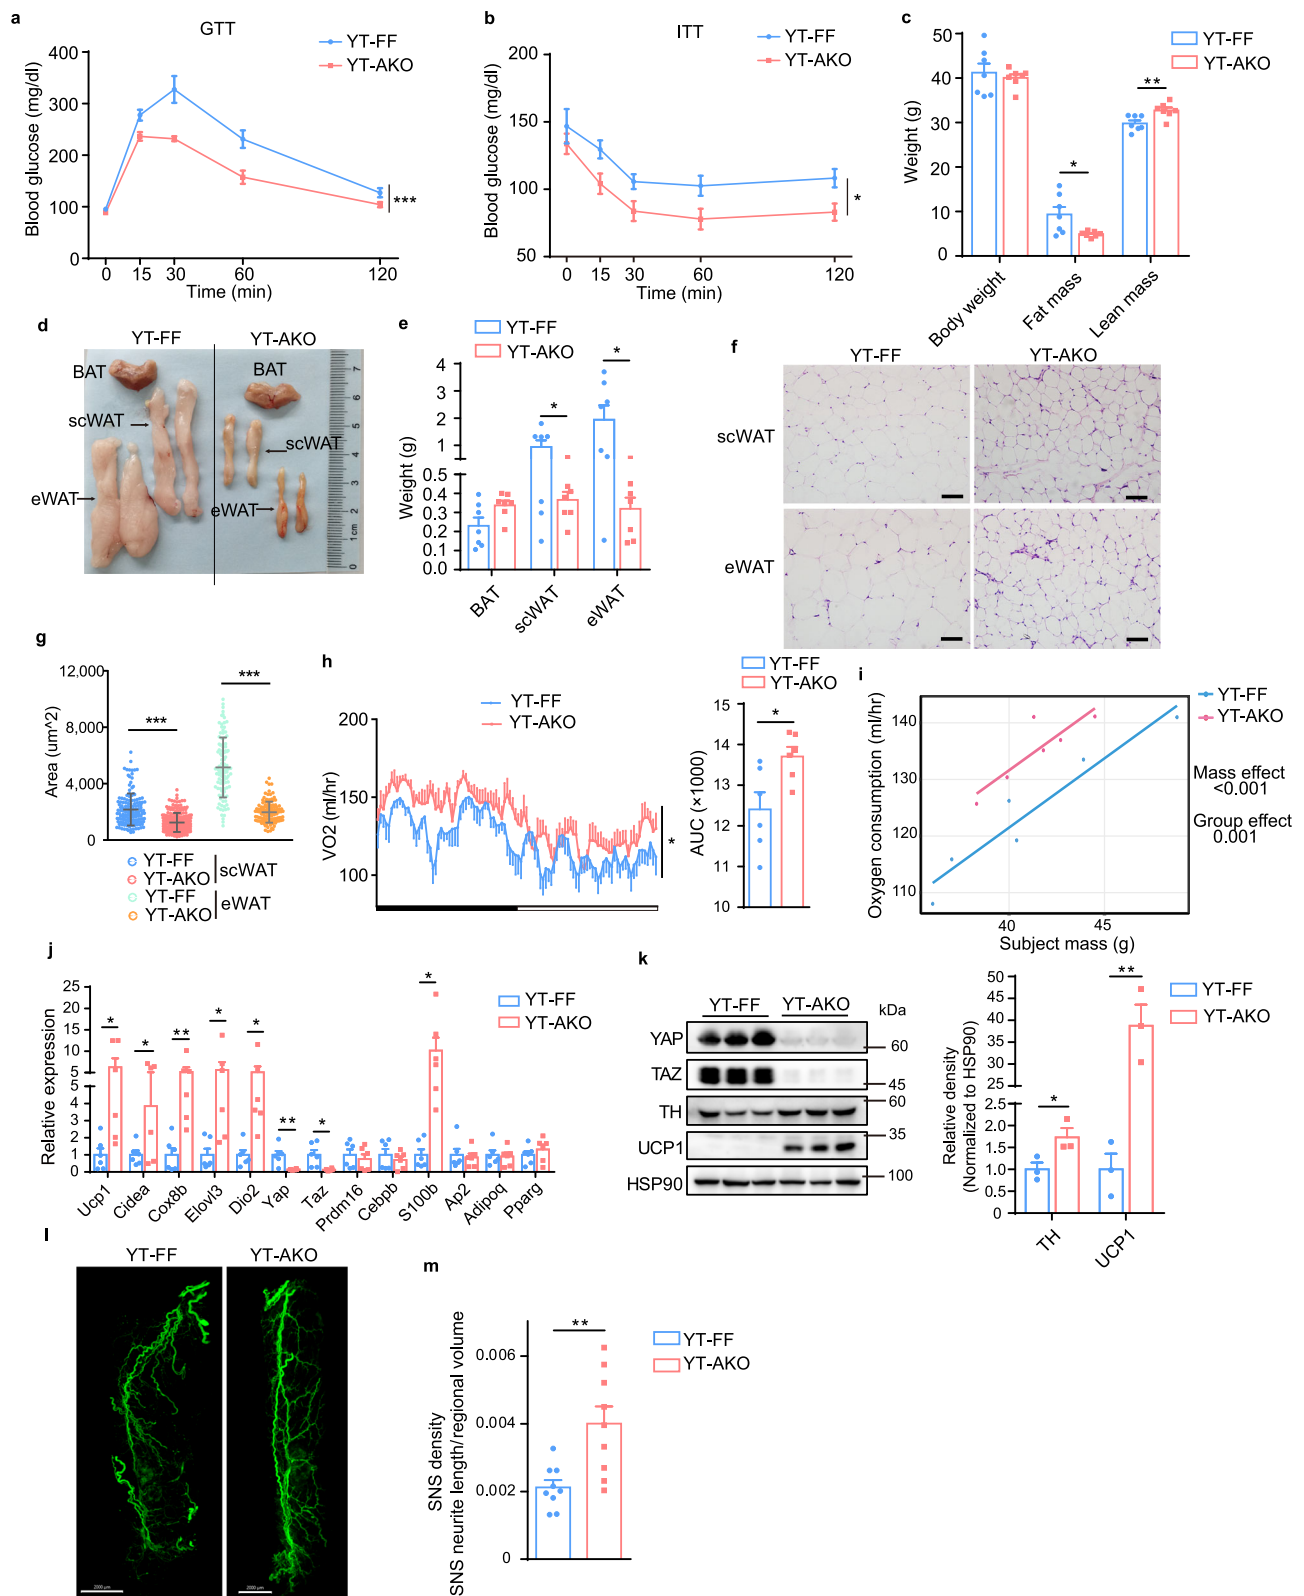 a
GTT
YT-FF
YT-AKO
Blood glucose (mg/dl)
400
300
200
100
0
0 15 30 60 120
Time (min)
***
b
ITT
YT-FF
YT-AKO
Blood glucose (mg/dl)
200
150
100
50
0 15 30 60 120
Time (min)
*
c
YT-FF
YT-AKO
Weight (g)
50
40
30
20
10
0
*
**
Body weight
Fat mass
Lean mass
d
YT-FF
YT-AKO
BAT
BAT
scWAT
scWAT
eWAT
eWAT
7
6
5
4
3
2
1cm
0
e
YT-FF
YT-AKO
Weight (g)
4
3
2
1
0.4
0.3
0.2
0.1
0.0
*
*
BAT
scWAT
eWAT
f
YT-FF
YT-AKO
scWAT
eWAT
g
Area (um^2)
12,000
8,000
4,000
0
***
***
YT-FF
YT-AKO
scWAT
YT-FF
YT-AKO
eWAT
h
YT-FF
YT-AKO
VO2 (ml/hr)
200
150
100
*
YT-FF
YT-AKO
AUC (×1000)
15
14
13
12
11
10
*
i
Oxygen consumption (ml/hr)
140
130
120
110
40 45
Subject mass (g)
YT-FF
YT-AKO
Mass effect
<0.001
Group effect
0.001
j
YT-FF
YT-AKO
Relative expression
25
20
15
10
5
4
3
2
1
0
*
*
**
*
*
**
*
*
Ucp1
Cidea
Cox8b
Elovl3
Dio2
Yap
Taz
Prdm16
Cebpb
S100b
Ap2
Adipoq
Pparg
k
YT-FF
YT-AKO
kDa
YAP
60
TAZ
45
TH
60
UCP1
35
HSP90
100
YT-FF
YT-AKO
Relative density
(Normalized to HSP90)
50
45
40
35
30
2.5
2.0
1.5
1.0
0.5
0.0
*
**
TH
UCP1
l
YT-FF
YT-AKO
2000 µm
2000 µm
m
YT-FF
YT-AKO
SNS density
SNS neurite length/regional volume
0.006
0.004
0.002
0
**